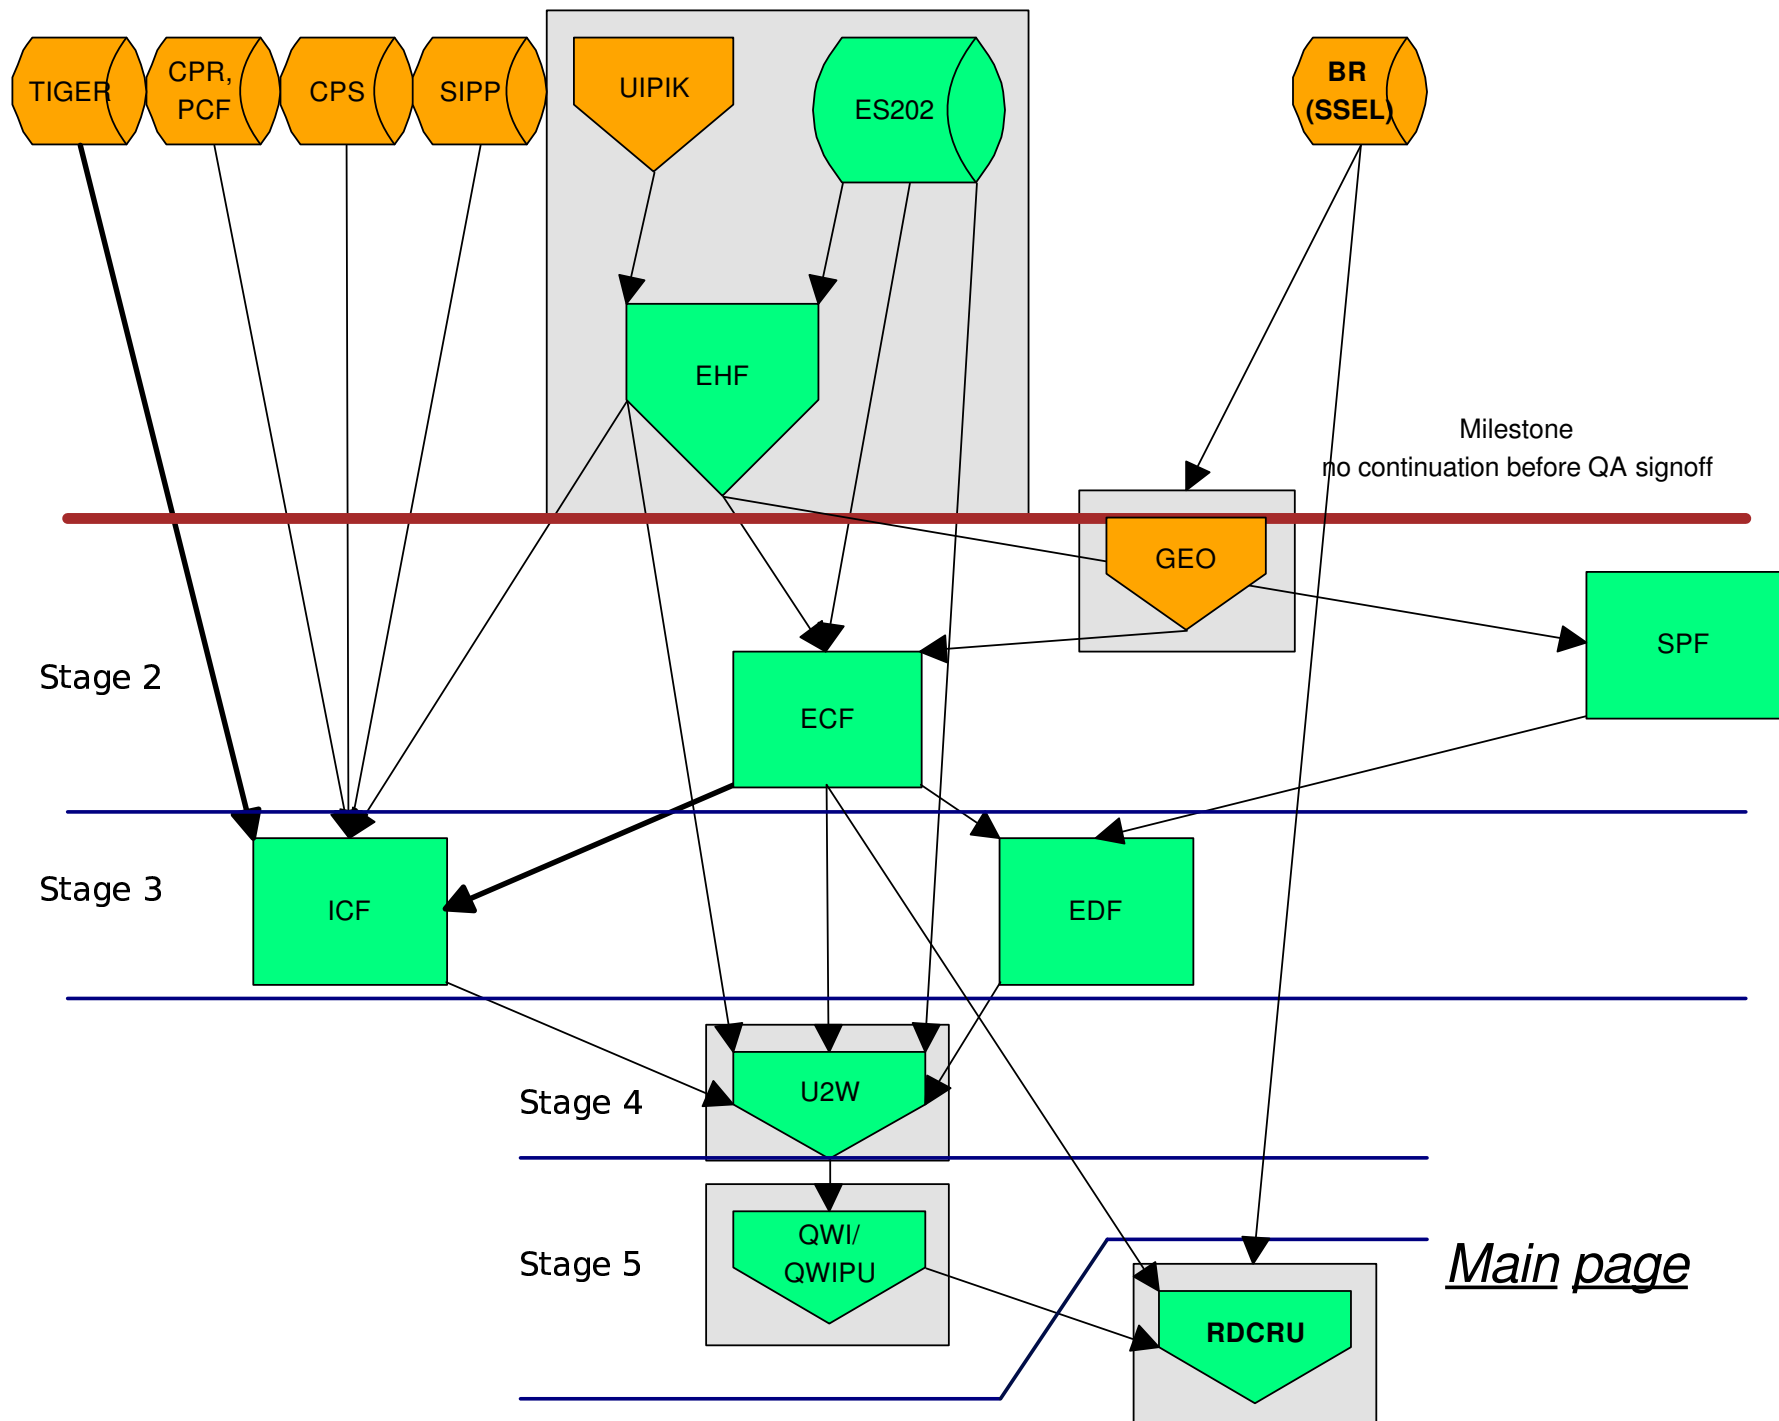 TIGER
CPR,
PCF
CPS
SIPP
UIPIK
ES202
BR
(SSEL)
EHF
Milestone
no continuation before QA signoff
GEO
SPF
Stage 2
ECF
Stage 3
ICF
EDF
Stage 4
U2W
Stage 5
QWI/
QWIPU
Main page
RDCRU